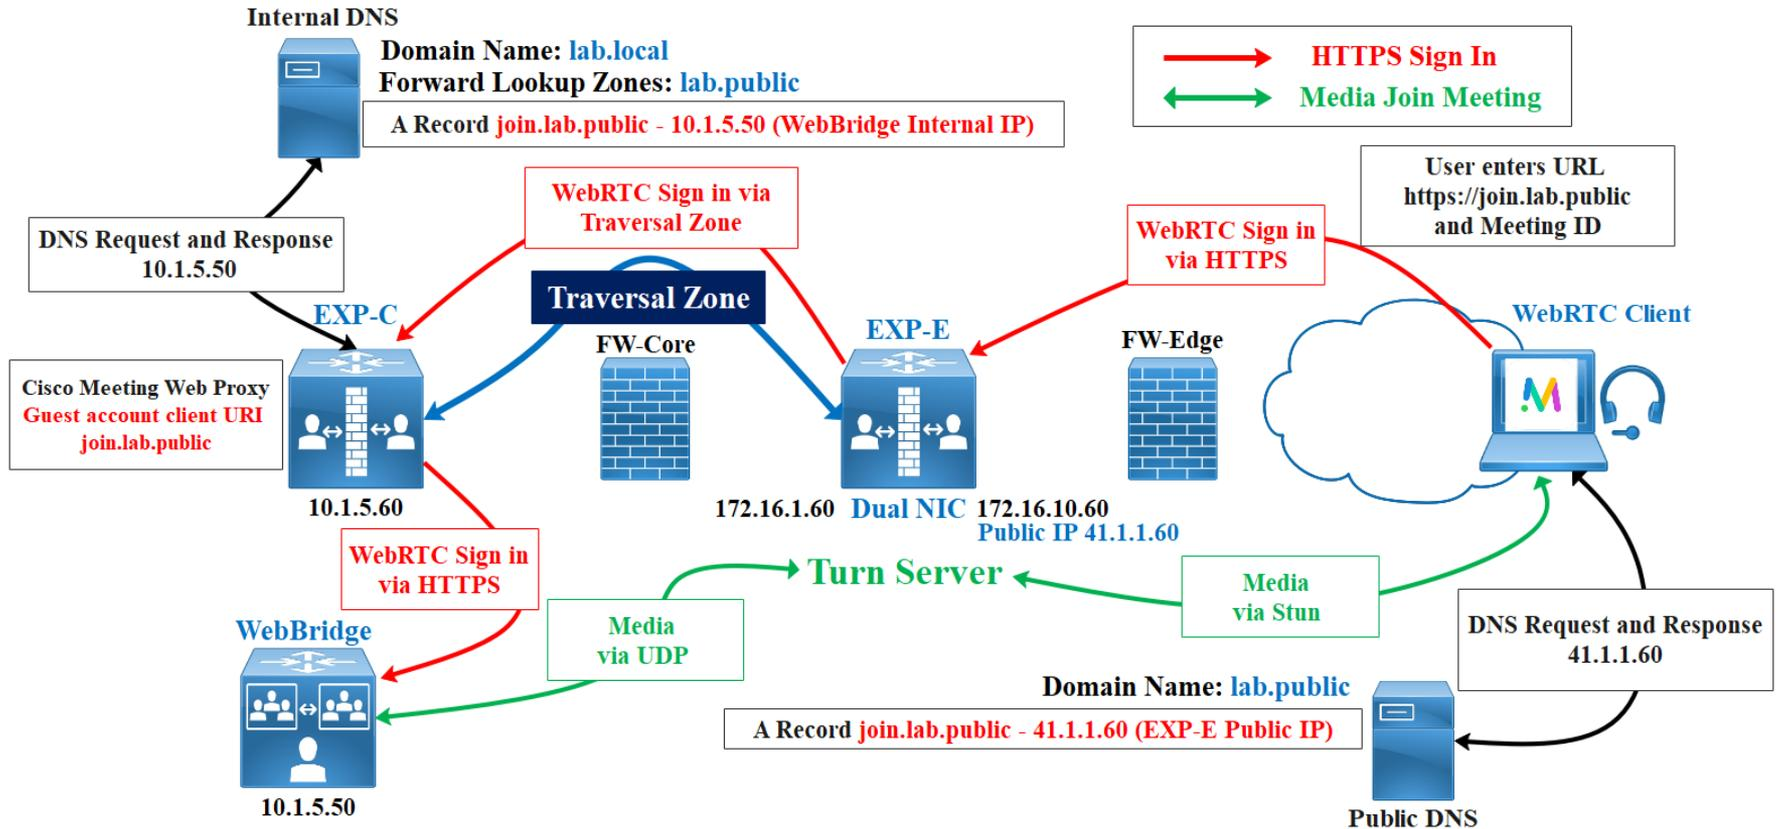 Internal DNS
Domain Name: lab.local
Forward Lookup Zones: lab.public
A Record join.lab.public - 10.1.5.50 (WebBridge Internal IP)
HTTPS Sign In
Media Join Meeting
User enters URL
https://join.lab.public
and Meeting ID
WebRTC Sign in via
Traversal Zone
WebRTC Sign in
via HTTPS
DNS Request and Response
10.1.5.50
Traversal Zone
EXP-C
FW-Core
EXP-E
FW-Edge
WebRTC Client
Cisco Meeting Web Proxy
Guest account client URI
join.lab.public
10.1.5.60
172.16.1.60 Dual NIC 172.16.10.60
Public IP 41.1.1.60
WebRTC Sign in
via HTTPS
Turn Server
Media
via Stun
Media
via UDP
DNS Request and Response
41.1.1.60
WebBridge
10.1.5.50
Domain Name: lab.public
A Record join.lab.public - 41.1.1.60 (EXP-E Public IP)
Public DNS